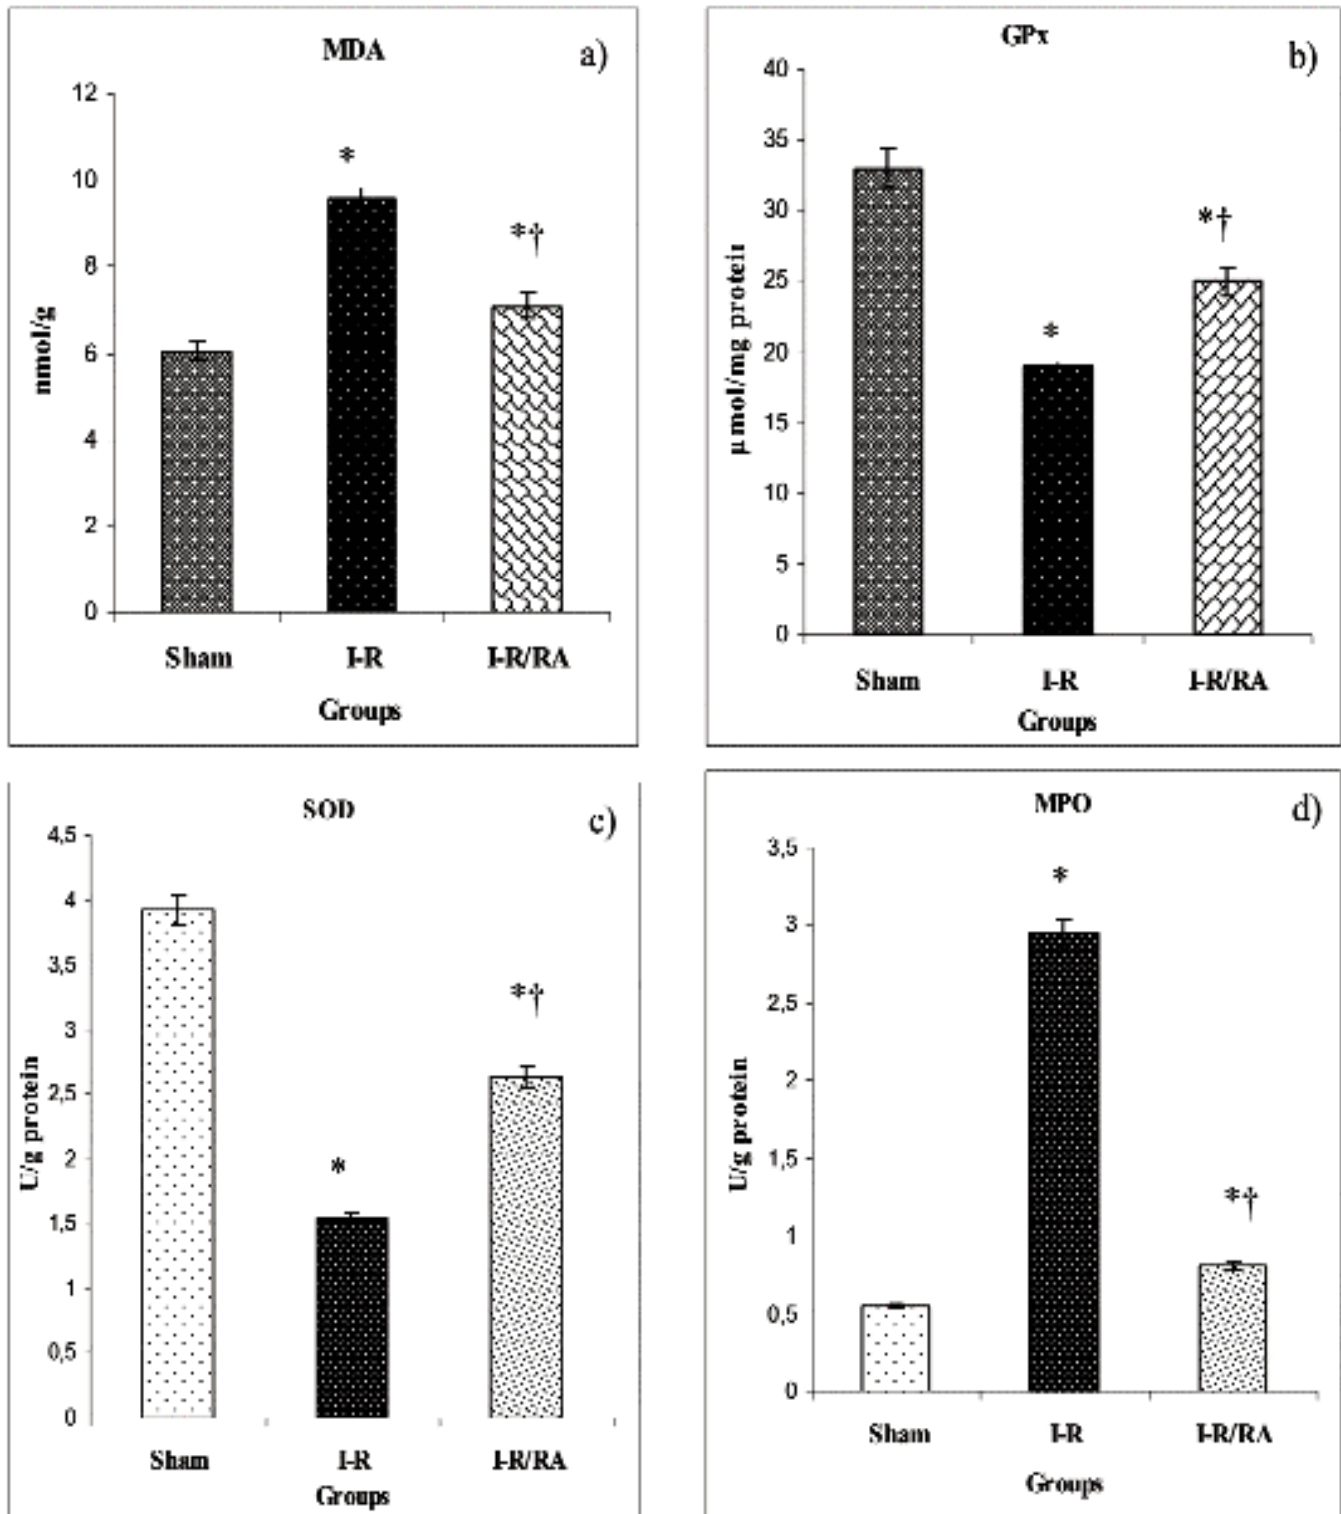 MDA
a)
12
10
8
6
4
2
0
nmol/g
*
*†
Sham I-R I-R/RA
Groups
GPx
b)
40
35
30
25
20
15
10
5
0
µmol/mg protein
*
*†
Sham I-R I-R/RA
Groups
SOD
c)
4,5
4
3,5
3
2,5
2
1,5
1
0,5
0
U/g protein
*
*†
Sham I-R I-R/RA
Groups
MPO
d)
3,5
3
2,5
2
1,5
1
0,5
0
U/g protein
*
*†
Sham I-R I-R/RA
Groups